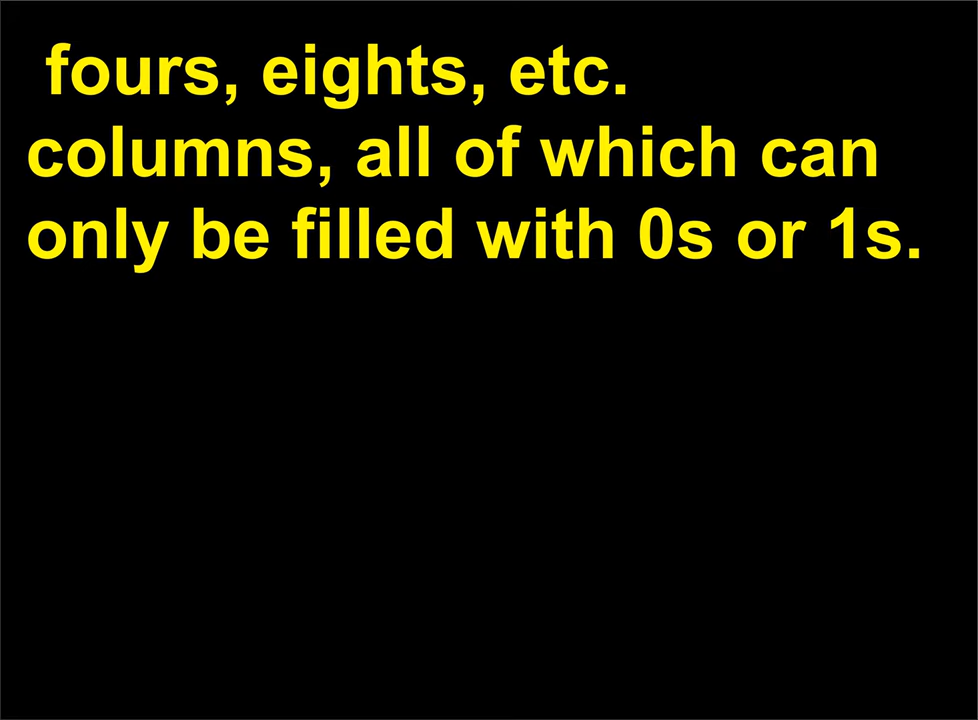 fours, eights, etc.
columns, all of which can
only be filled with 0s or 1s.